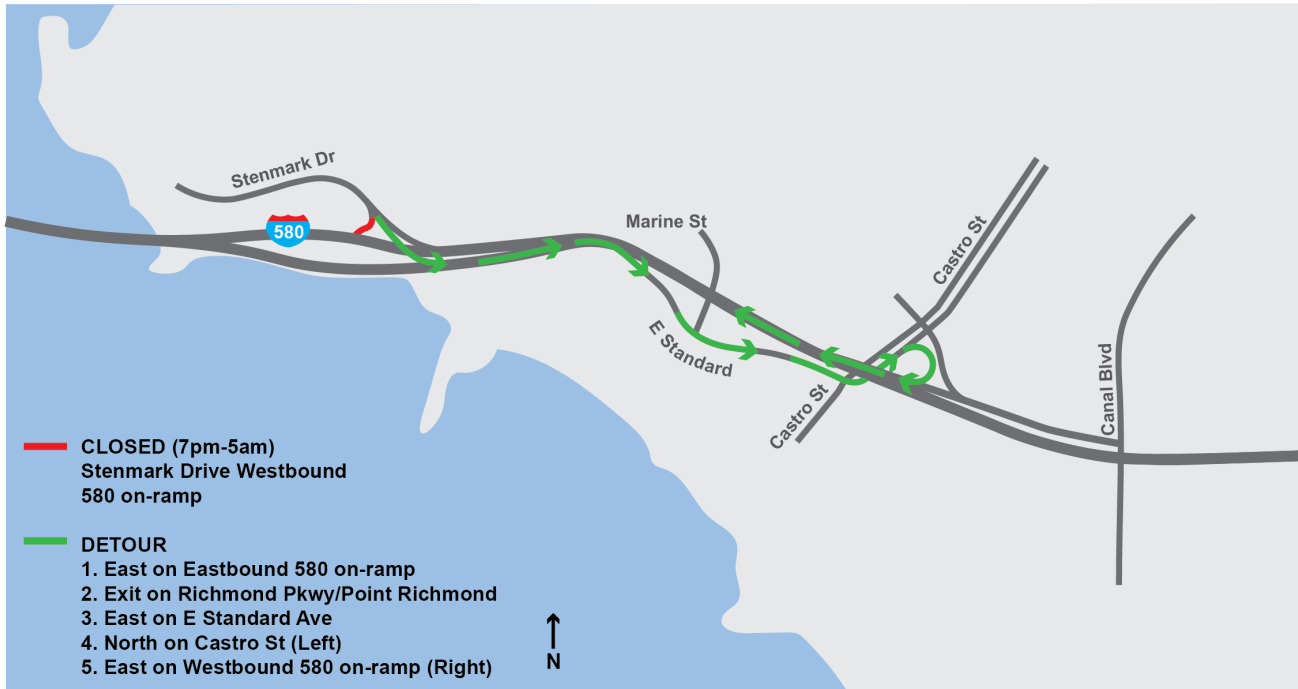 Stenmark Dr
580
Marine St
Castro St
E Standard
Castro St
Canal Blvd
CLOSED (7pm-5am)
Stenmark Drive Westbound
580 on-ramp
DETOUR
1. East on Eastbound 580 on-ramp
2. Exit on Richmond Pkwy/Point Richmond
3. East on E Standard Ave
4. North on Castro St (Left)
5. East on Westbound 580 on-ramp (Right)
N